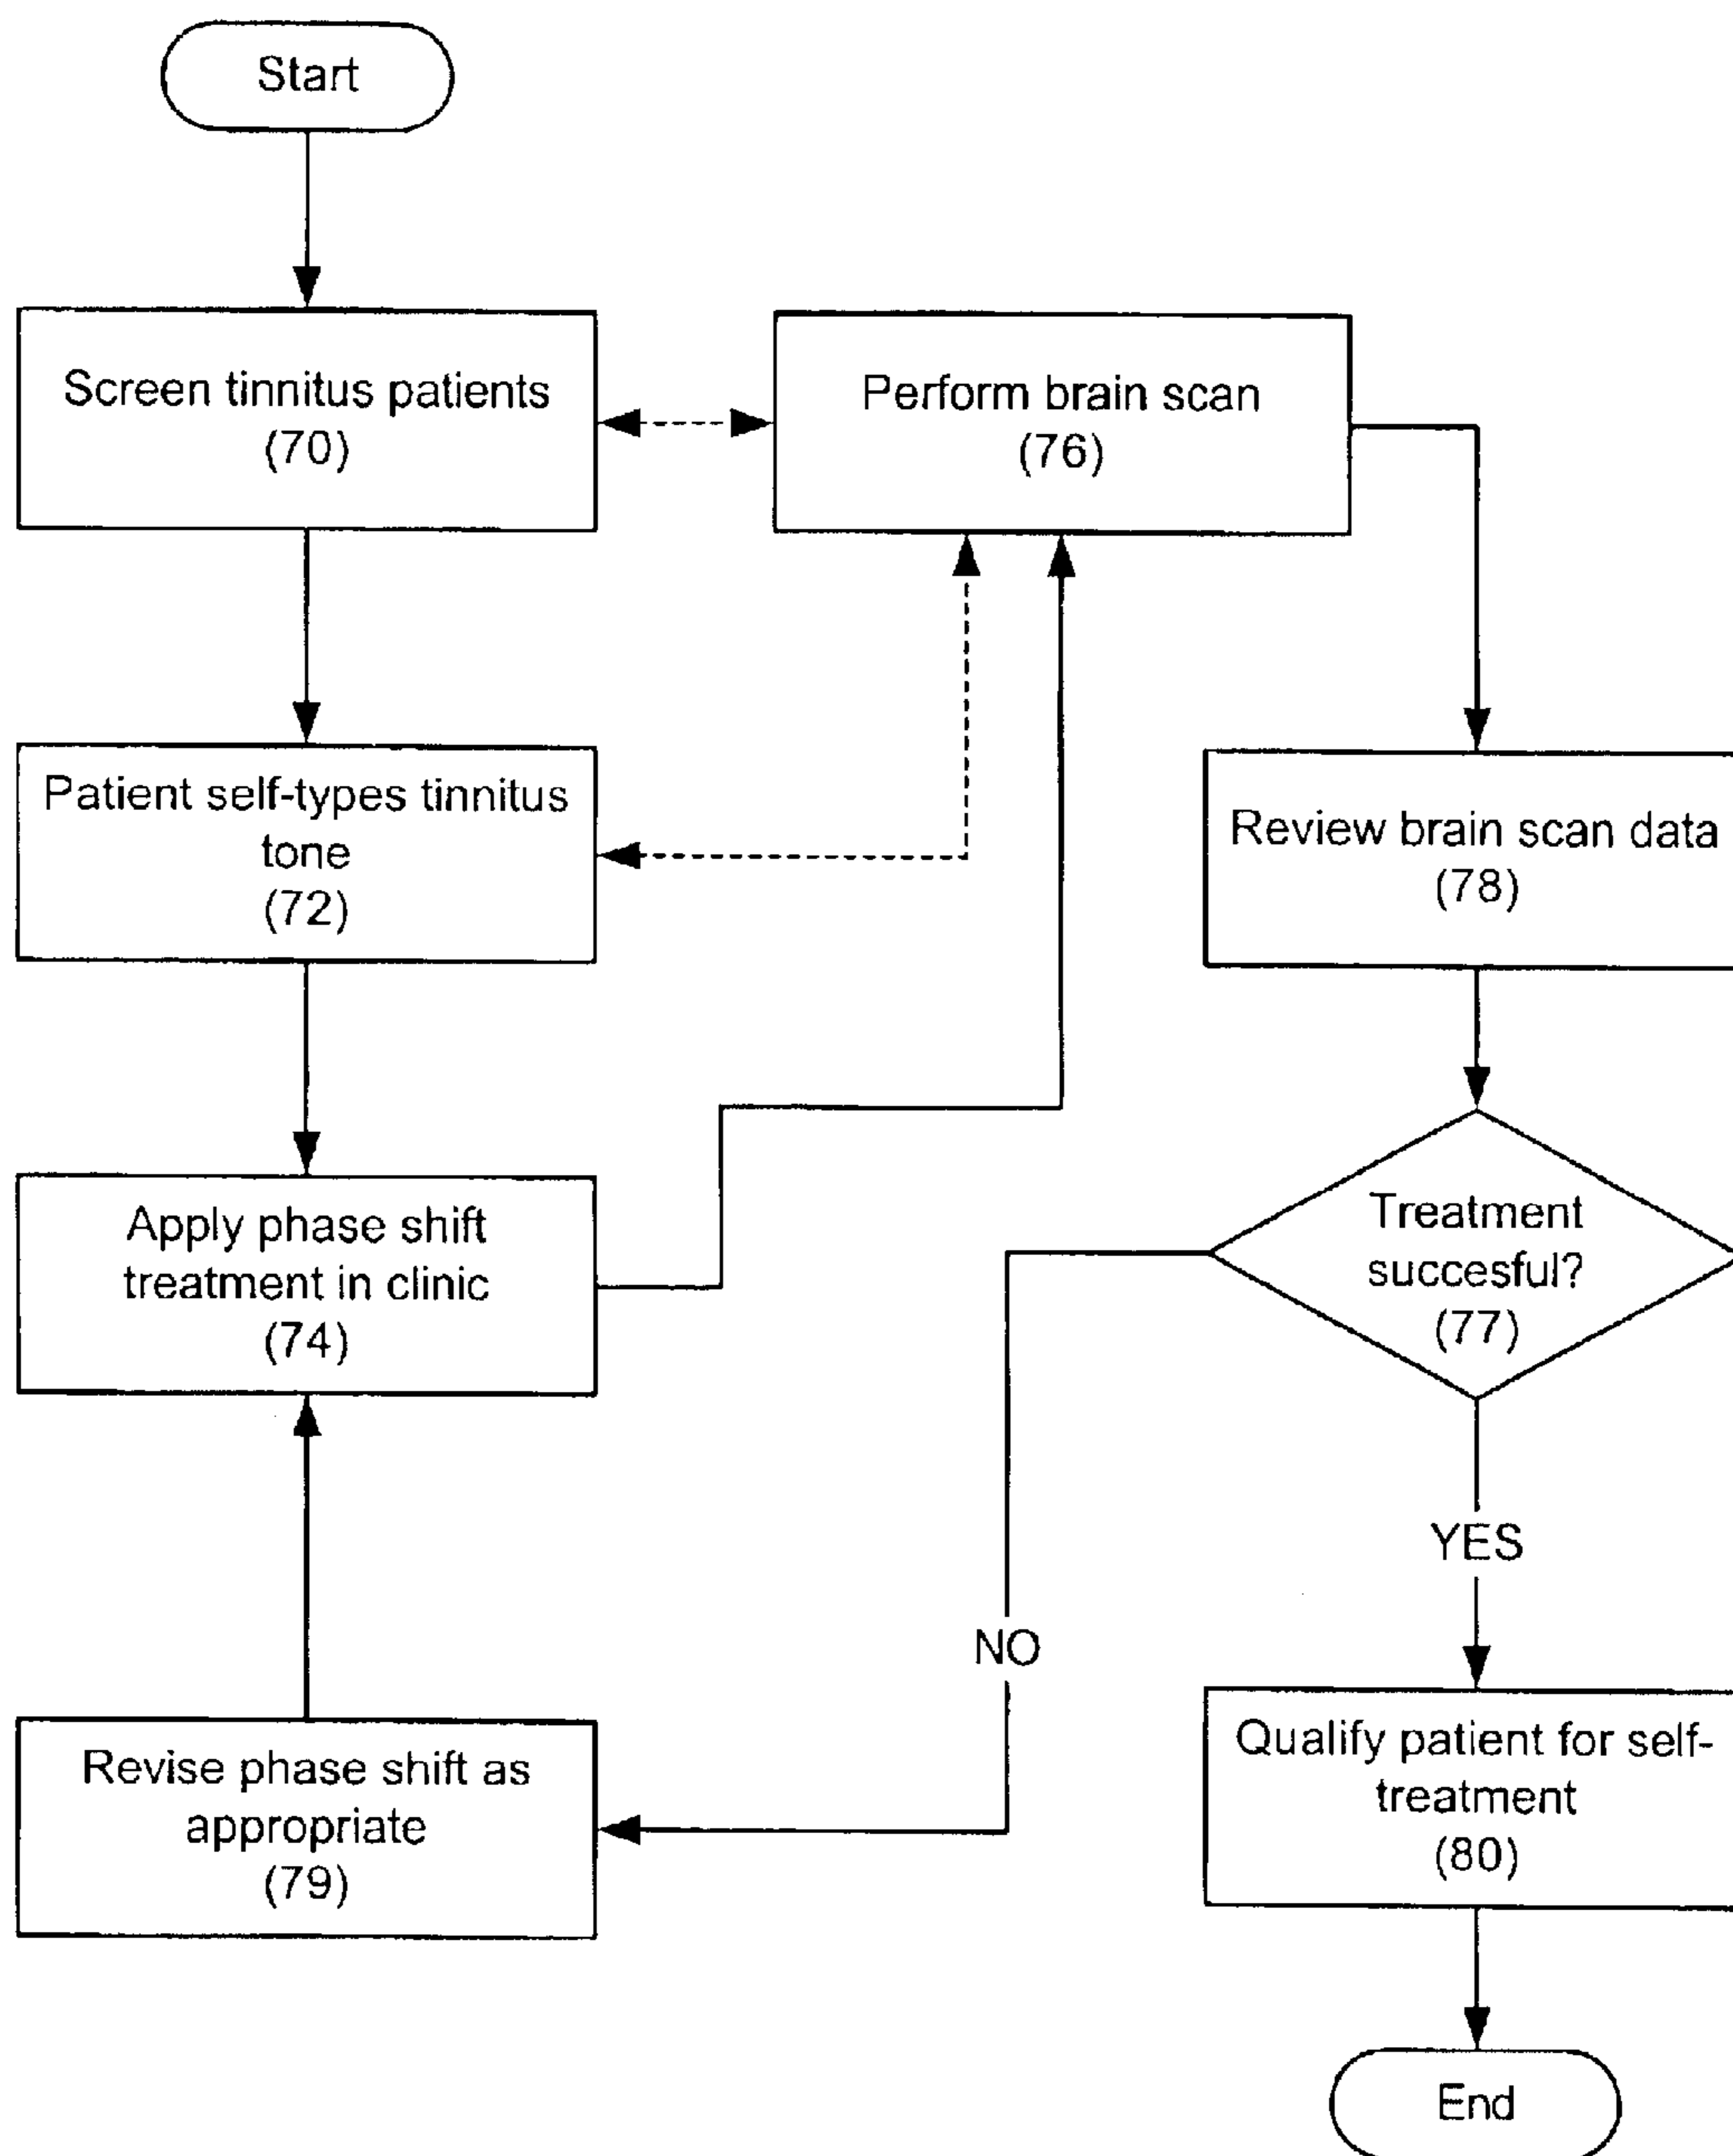 Start
Screen tinnitus patients
(70)
Perform brain scan
(76)
Patient self-types tinnitus
tone
(72)
Review brain scan data
(78)
Apply phase shift
treatment in clinic
(74)
Treatment
succesful?
(77)
YES
NO
Revise phase shift as
appropriate
(79)
Qualify patient for self-
treatment
(80)
End